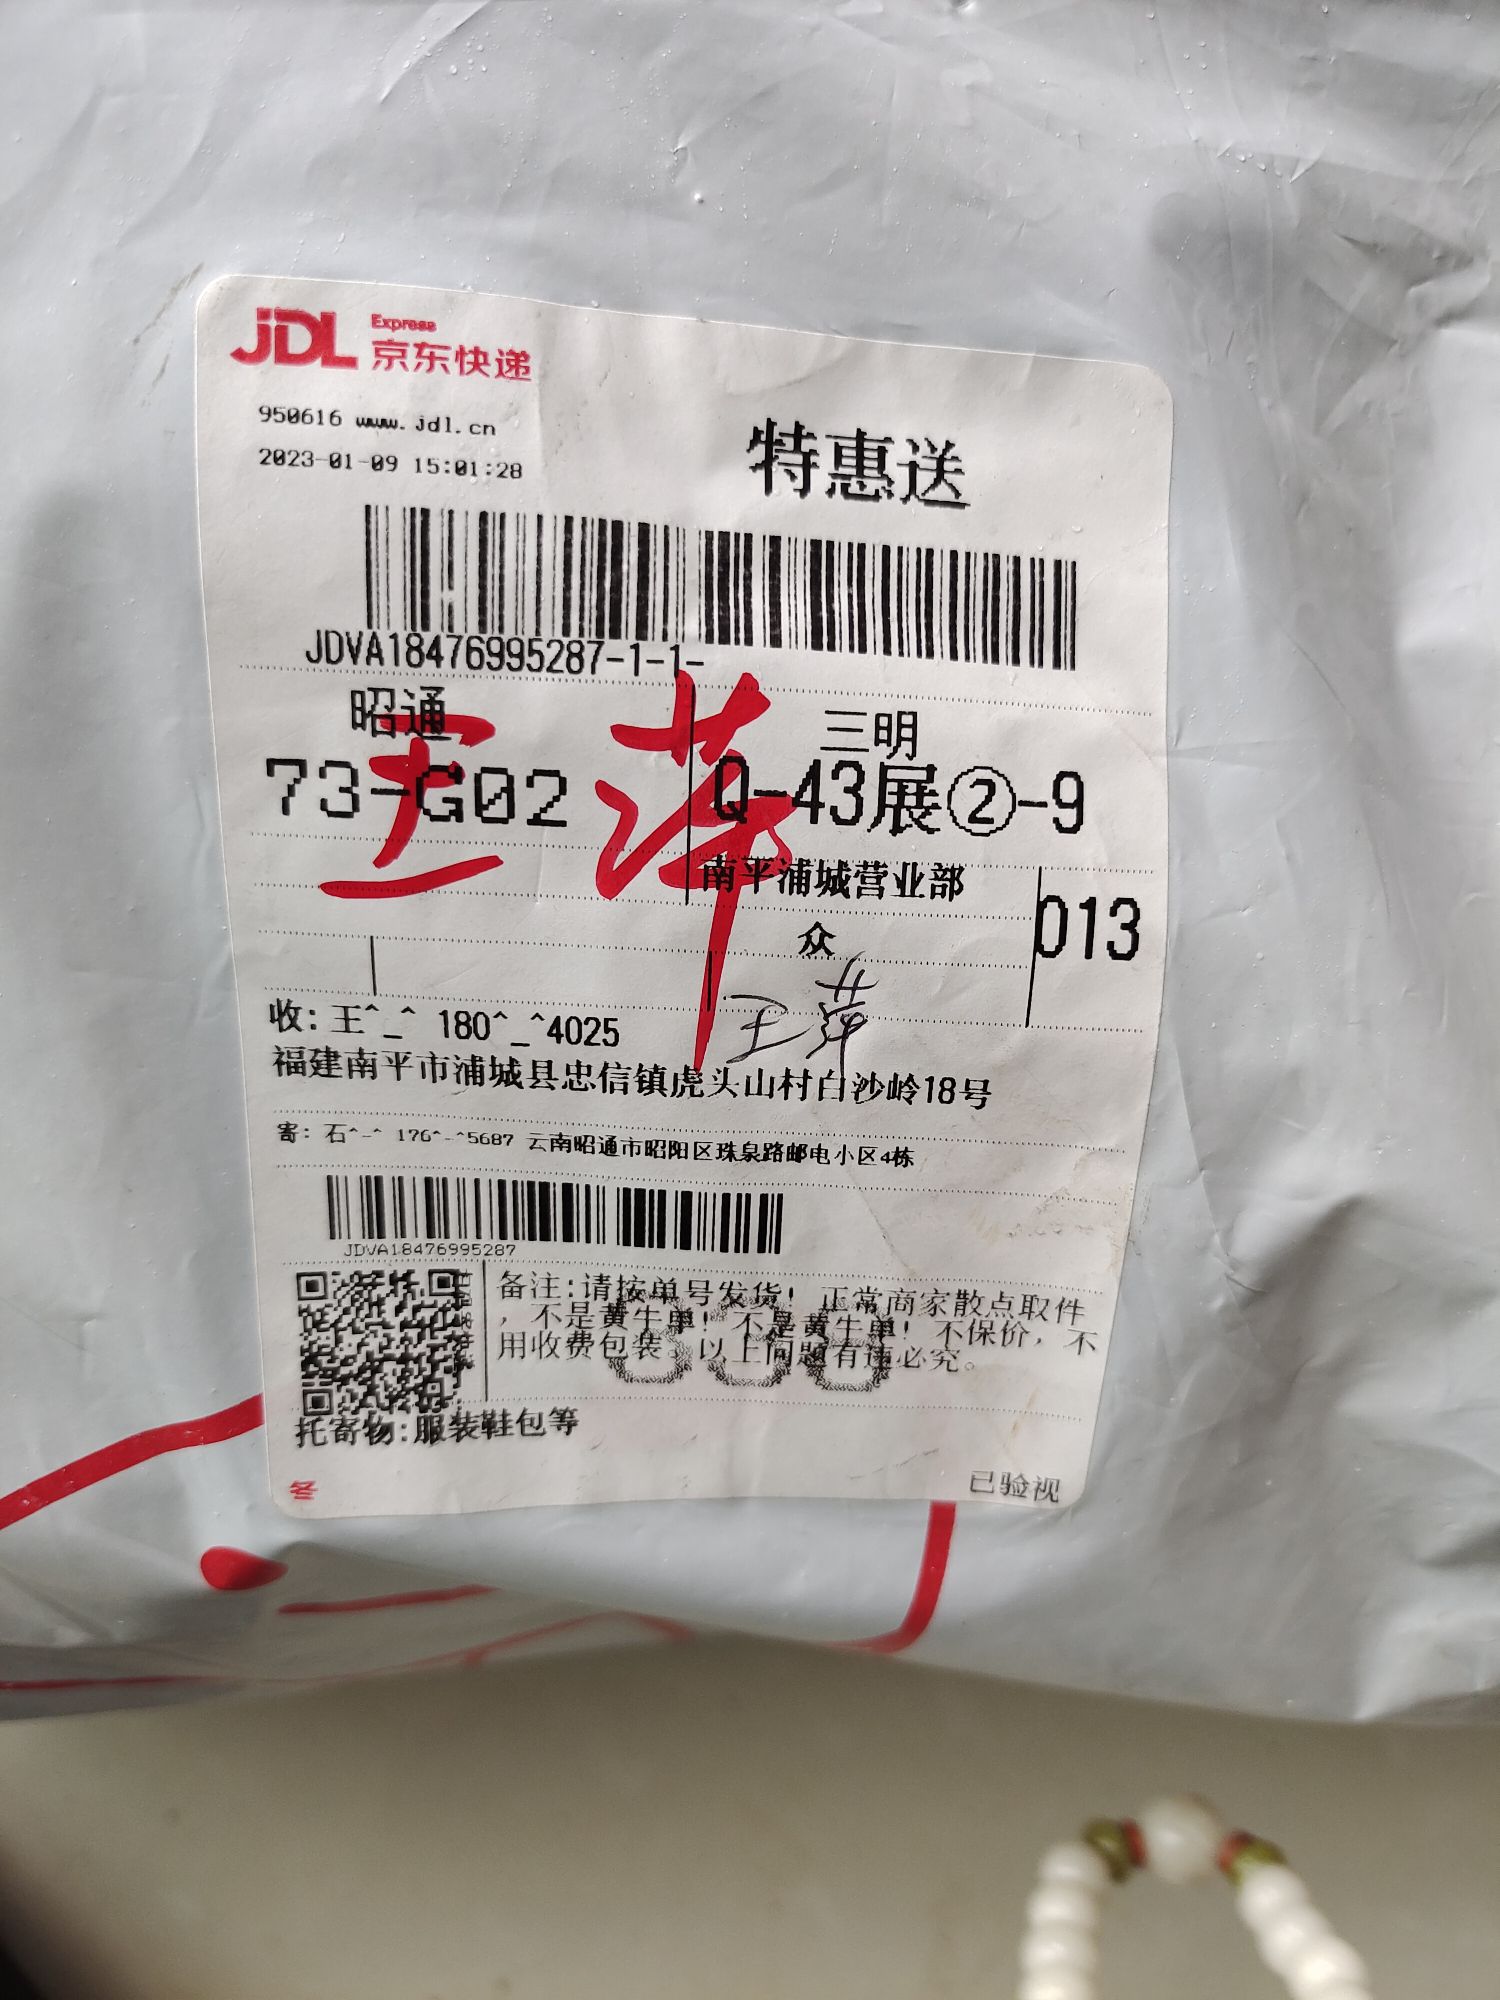 JDL Express
京东快递
950616 www.jdl.cn
2023-01-09 15:01:28
特惠送
JDVA18476995287-1-1-
昭通
三明
73-G02
Q-43展②-9
王萍
南平浦城营业部
013
众
王萍
收: 王^_^ 180^_^4025
福建南平市浦城县忠信镇虎头山村白沙岭18号
寄: 石^-^ 176^-^5687 云南昭通市昭阳区珠泉路邮电小区4栋
JDVA18476995287
备注:请按单号发货! 正常商家散点取件
, 不是黄牛单! 不是黄牛单! 不保价, 不
用收费包装。以上问题有违必究。
托寄物:服装鞋包等
冬
已验视